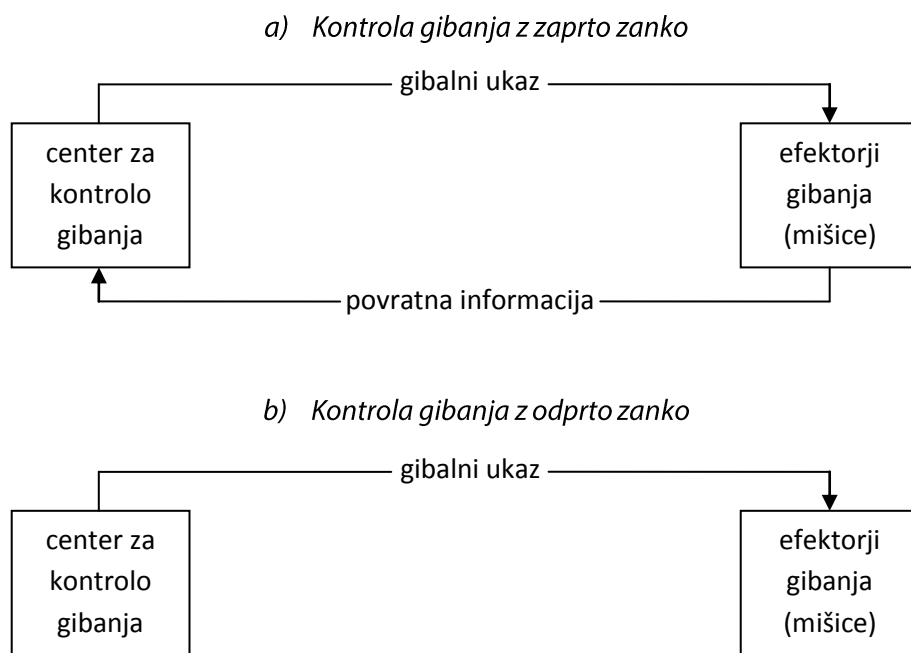 a) Kontrola gibanja z zaprto zanko
gibalni ukaz
center za
kontrolo
gibanja
efektorji
gibanja
(mišice)
povratna informacija
b) Kontrola gibanja z odprto zanko
gibalni ukaz
center za
kontrolo
gibanja
efektorji
gibanja
(mišice)